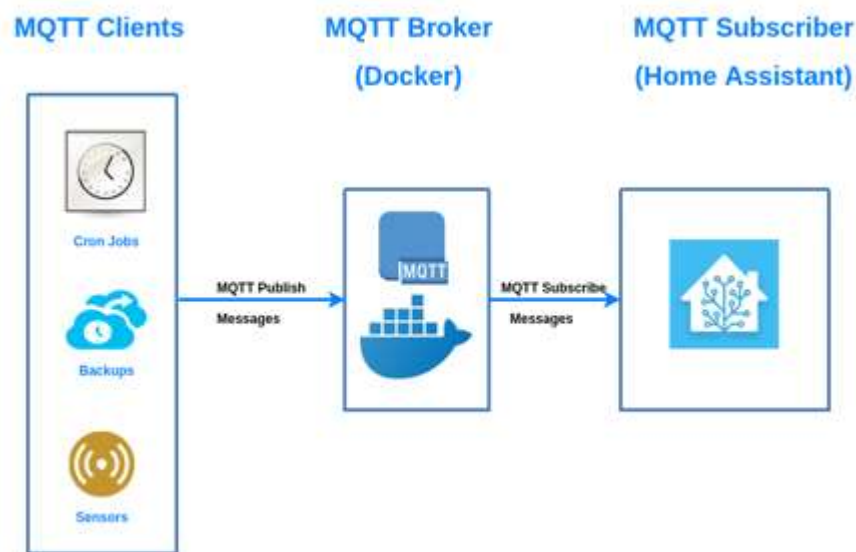 MQTT Clients
MQTT Broker
(Docker)
MQTT Subscriber
(Home Assistant)
Cron Jobs
Backups
Sensors
MQTT Publish
Messages
MQTT
MQTT Subscribe
Messages